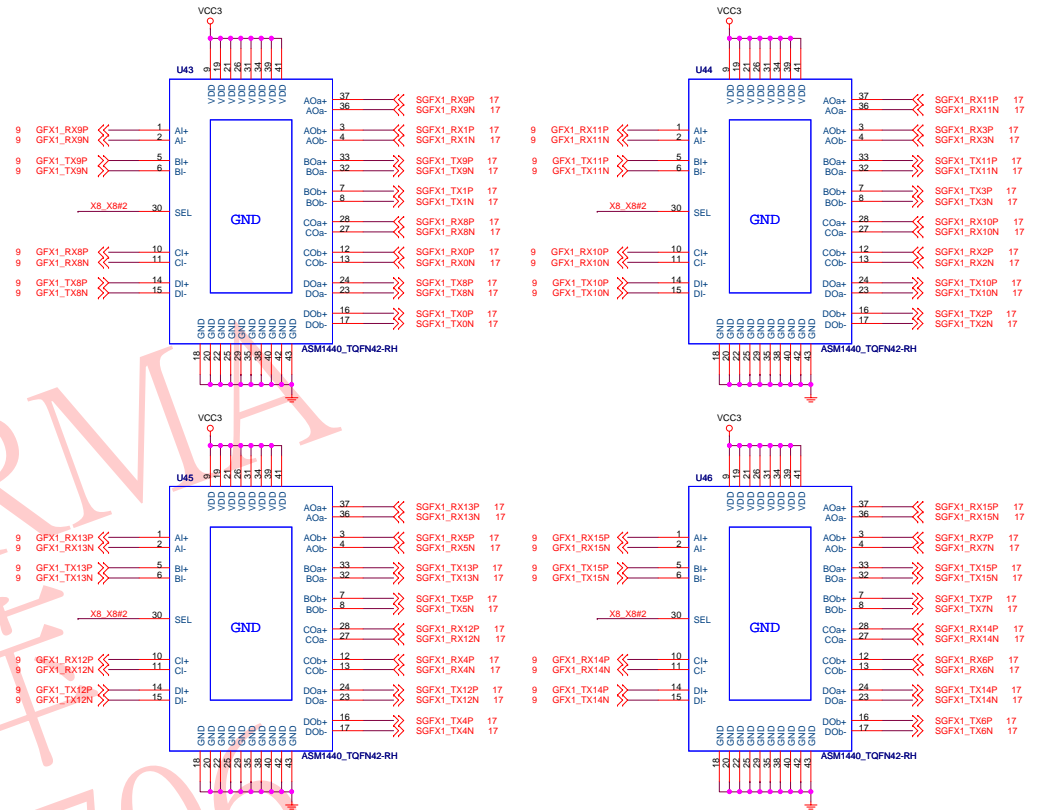 VCC3
9 19 21 26 31 34 39 41
U43
VDD VDD VDD VDD VDD VDD VDD VDD
AOa+ 37 SGFX1_RX9P 17
AOa- 36 SGFX1_RX9N 17
9 GFX1_RX9P 1 AI+ AOb+ 3 SGFX1_RX1P 17
9 GFX1_RX9N 2 AI- AOb- 4 SGFX1_RX1N 17
9 GFX1_TX9P 5 BI+ BOa+ 33 SGFX1_TX9P 17
9 GFX1_TX9N 6 BI- BOa- 32 SGFX1_TX9N 17
BOb+ 7 SGFX1_TX1P 17
BOb- 8 SGFX1_TX1N 17
X8_X8#2 30 SEL
GND
COa+ 28 SGFX1_RX8P 17
COa- 27 SGFX1_RX8N 17
9 GFX1_RX8P 10 CI+ COb+ 12 SGFX1_RX0P 17
9 GFX1_RX8N 11 CI- COb- 13 SGFX1_RX0N 17
9 GFX1_TX8P 14 DI+ DOa+ 24 SGFX1_TX8P 17
9 GFX1_TX8N 15 DI- DOa- 23 SGFX1_TX8N 17
DOb+ 16 SGFX1_TX0P 17
DOb- 17 SGFX1_TX0N 17
GND GND GND GND GND GND GND GND GND GND
ASM1440_TQFN42-RH
18 20 22 25 29 35 38 40 42 43
VCC3
9 19 21 26 31 34 39 41
U44
VDD VDD VDD VDD VDD VDD VDD VDD
AOa+ 37 SGFX1_RX11P 17
AOa- 36 SGFX1_RX11N 17
9 GFX1_RX11P 1 AI+ AOb+ 3 SGFX1_RX3P 17
9 GFX1_RX11N 2 AI- AOb- 4 SGFX1_RX3N 17
9 GFX1_TX11P 5 BI+ BOa+ 33 SGFX1_TX11P 17
9 GFX1_TX11N 6 BI- BOa- 32 SGFX1_TX11N 17
BOb+ 7 SGFX1_TX3P 17
BOb- 8 SGFX1_TX3N 17
X8_X8#2 30 SEL
GND
COa+ 28 SGFX1_RX10P 17
COa- 27 SGFX1_RX10N 17
9 GFX1_RX10P 10 CI+ COb+ 12 SGFX1_RX2P 17
9 GFX1_RX10N 11 CI- COb- 13 SGFX1_RX2N 17
9 GFX1_TX10P 14 DI+ DOa+ 24 SGFX1_TX10P 17
9 GFX1_TX10N 15 DI- DOa- 23 SGFX1_TX10N 17
DOb+ 16 SGFX1_TX2P 17
DOb- 17 SGFX1_TX2N 17
GND GND GND GND GND GND GND GND GND GND
ASM1440_TQFN42-RH
18 20 22 25 29 35 38 40 42 43
RMA
VCC3
9 19 21 26 31 34 39 41
U45
VDD VDD VDD VDD VDD VDD VDD VDD
AOa+ 37 SGFX1_RX13P 17
AOa- 36 SGFX1_RX13N 17
9 GFX1_RX13P 1 AI+ AOb+ 3 SGFX1_RX5P 17
9 GFX1_RX13N 2 AI- AOb- 4 SGFX1_RX5N 17
9 GFX1_TX13P 5 BI+ BOa+ 33 SGFX1_TX13P 17
9 GFX1_TX13N 6 BI- BOa- 32 SGFX1_TX13N 17
BOb+ 7 SGFX1_TX5P 17
BOb- 8 SGFX1_TX5N 17
X8_X8#2 30 SEL
GND
COa+ 28 SGFX1_RX12P 17
COa- 27 SGFX1_RX12N 17
9 GFX1_RX12P 10 CI+ COb+ 12 SGFX1_RX4P 17
9 GFX1_RX12N 11 CI- COb- 13 SGFX1_RX4N 17
9 GFX1_TX12P 14 DI+ DOa+ 24 SGFX1_TX12P 17
9 GFX1_TX12N 15 DI- DOa- 23 SGFX1_TX12N 17
DOb+ 16 SGFX1_TX4P 17
DOb- 17 SGFX1_TX4N 17
GND GND GND GND GND GND GND GND GND GND
ASM1440_TQFN42-RH
18 20 22 25 29 35 38 40 42 43
VCC3
9 19 21 26 31 34 39 41
U46
VDD VDD VDD VDD VDD VDD VDD VDD
AOa+ 37 SGFX1_RX15P 17
AOa- 36 SGFX1_RX15N 17
9 GFX1_RX15P 1 AI+ AOb+ 3 SGFX1_RX7P 17
9 GFX1_RX15N 2 AI- AOb- 4 SGFX1_RX7N 17
9 GFX1_TX15P 5 BI+ BOa+ 33 SGFX1_TX15P 17
9 GFX1_TX15N 6 BI- BOa- 32 SGFX1_TX15N 17
BOb+ 7 SGFX1_TX7P 17
BOb- 8 SGFX1_TX7N 17
X8_X8#2 30 SEL
GND
COa+ 28 SGFX1_RX14P 17
COa- 27 SGFX1_RX14N 17
9 GFX1_RX14P 10 CI+ COb+ 12 SGFX1_RX6P 17
9 GFX1_RX14N 11 CI- COb- 13 SGFX1_RX6N 17
9 GFX1_TX14P 14 DI+ DOa+ 24 SGFX1_TX14P 17
9 GFX1_TX14N 15 DI- DOa- 23 SGFX1_TX14N 17
DOb+ 16 SGFX1_TX6P 17
DOb- 17 SGFX1_TX6N 17
GND GND GND GND GND GND GND GND GND GND
ASM1440_TQFN42-RH
18 20 22 25 29 35 38 40 42 43